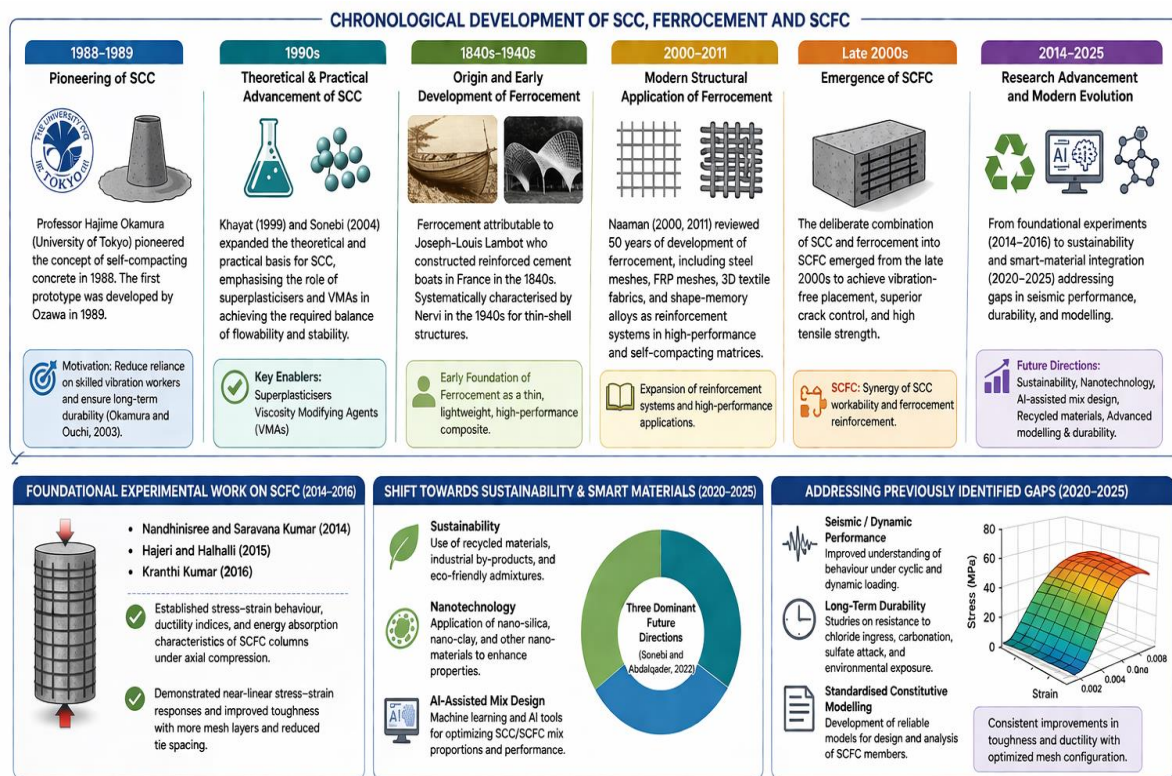 CHRONOLOGICAL DEVELOPMENT OF SCC, FERROCEMENT AND SCFC
1988–1989
Pioneering of SCC
TOKYO
Professor Hajime Okamura
(University of Tokyo) pioneered
the concept of self-compacting
concrete in 1988. The first
prototype was developed by
Ozawa in 1989.
Motivation: Reduce reliance
on skilled vibration workers
and ensure long-term
durability (Okamura and
Ouchi, 2003).
1990s
Theoretical & Practical
Advancement of SCC
Khayat (1999) and Sonebi (2004)
expanded the theoretical and
practical basis for SCC,
emphasising the role of
superplasticisers and VMAs in
achieving the required balance
of flowability and stability.
Key Enablers:
Superplasticisers
Viscosity Modifying Agents
(VMAs)
1840s–1940s
Origin and Early
Development of Ferrocement
Ferrocement attributable to
Joseph-Louis Lambot who
constructed reinforced cement
boats in France in the 1840s.
Systematically characterised by
Nervi in the 1940s for thin-shell
structures.
Early Foundation of
Ferrocement as a thin,
lightweight, high-performance
composite.
2000–2011
Modern Structural
Application of Ferrocement
Naaman (2000, 2011) reviewed
50 years of development of
ferrocement, including steel
meshes, FRP meshes, 3D textile
fabrics, and shape-memory
alloys as reinforcement
systems in high-performance
and self-compacting matrices.
Expansion of reinforcement
systems and high-performance
applications.
Late 2000s
Emergence of SCFC
The deliberate combination
of SCC and ferrocement into
SCFC emerged from the late
2000s to achieve vibration-
free placement, superior
crack control, and high
tensile strength.
SCFC: Synergy of SCC
workability and ferrocement
reinforcement.
2014–2025
Research Advancement
and Modern Evolution
AI
From foundational experiments
(2014–2016) to sustainability
and smart-material integration
(2020–2025) addressing
gaps in seismic performance,
durability, and modelling.
Future Directions:
Sustainability, Nanotechnology,
AI-assisted mix design,
Recycled materials, Advanced
modelling & durability.
FOUNDATIONAL EXPERIMENTAL WORK ON SCFC (2014–2016)
• Nandhinisree and Saravana Kumar (2014)
• Hajeri and Halhalli (2015)
• Kranthi Kumar (2016)
Established stress–strain behaviour,
ductility indices, and energy absorption
characteristics of SCFC columns
under axial compression.
Demonstrated near-linear stress–strain
responses and improved toughness
with more mesh layers and reduced
tie spacing.
SHIFT TOWARDS SUSTAINABILITY & SMART MATERIALS (2020–2025)
Sustainability
Use of recycled materials,
industrial by-products, and
eco-friendly admixtures.
Nanotechnology
Application of nano-silica,
nano-clay, and other nano-
materials to enhance
properties.
AI
AI-Assisted Mix Design
Machine learning and AI tools
for optimizing SCC/SCFC mix
proportions and performance.
Three Dominant
Future
Directions
(Sonebi and
Abdalqader, 2022)
ADDRESSING PREVIOUSLY IDENTIFIED GAPS (2020–2025)
Seismic / Dynamic
Performance
Improved understanding of
behaviour under cyclic and
dynamic loading.
Long-Term Durability
Studies on resistance to
chloride ingress, carbonation,
sulfate attack, and
environmental exposure.
Standardised Constitutive
Modelling
Development of reliable
models for design and analysis
of SCFC members.
Stress (MPa)
80
60
40
20
0
Strain
0.002
0.004
0.008
Consistent improvements in
toughness and ductility with
optimized mesh configuration.